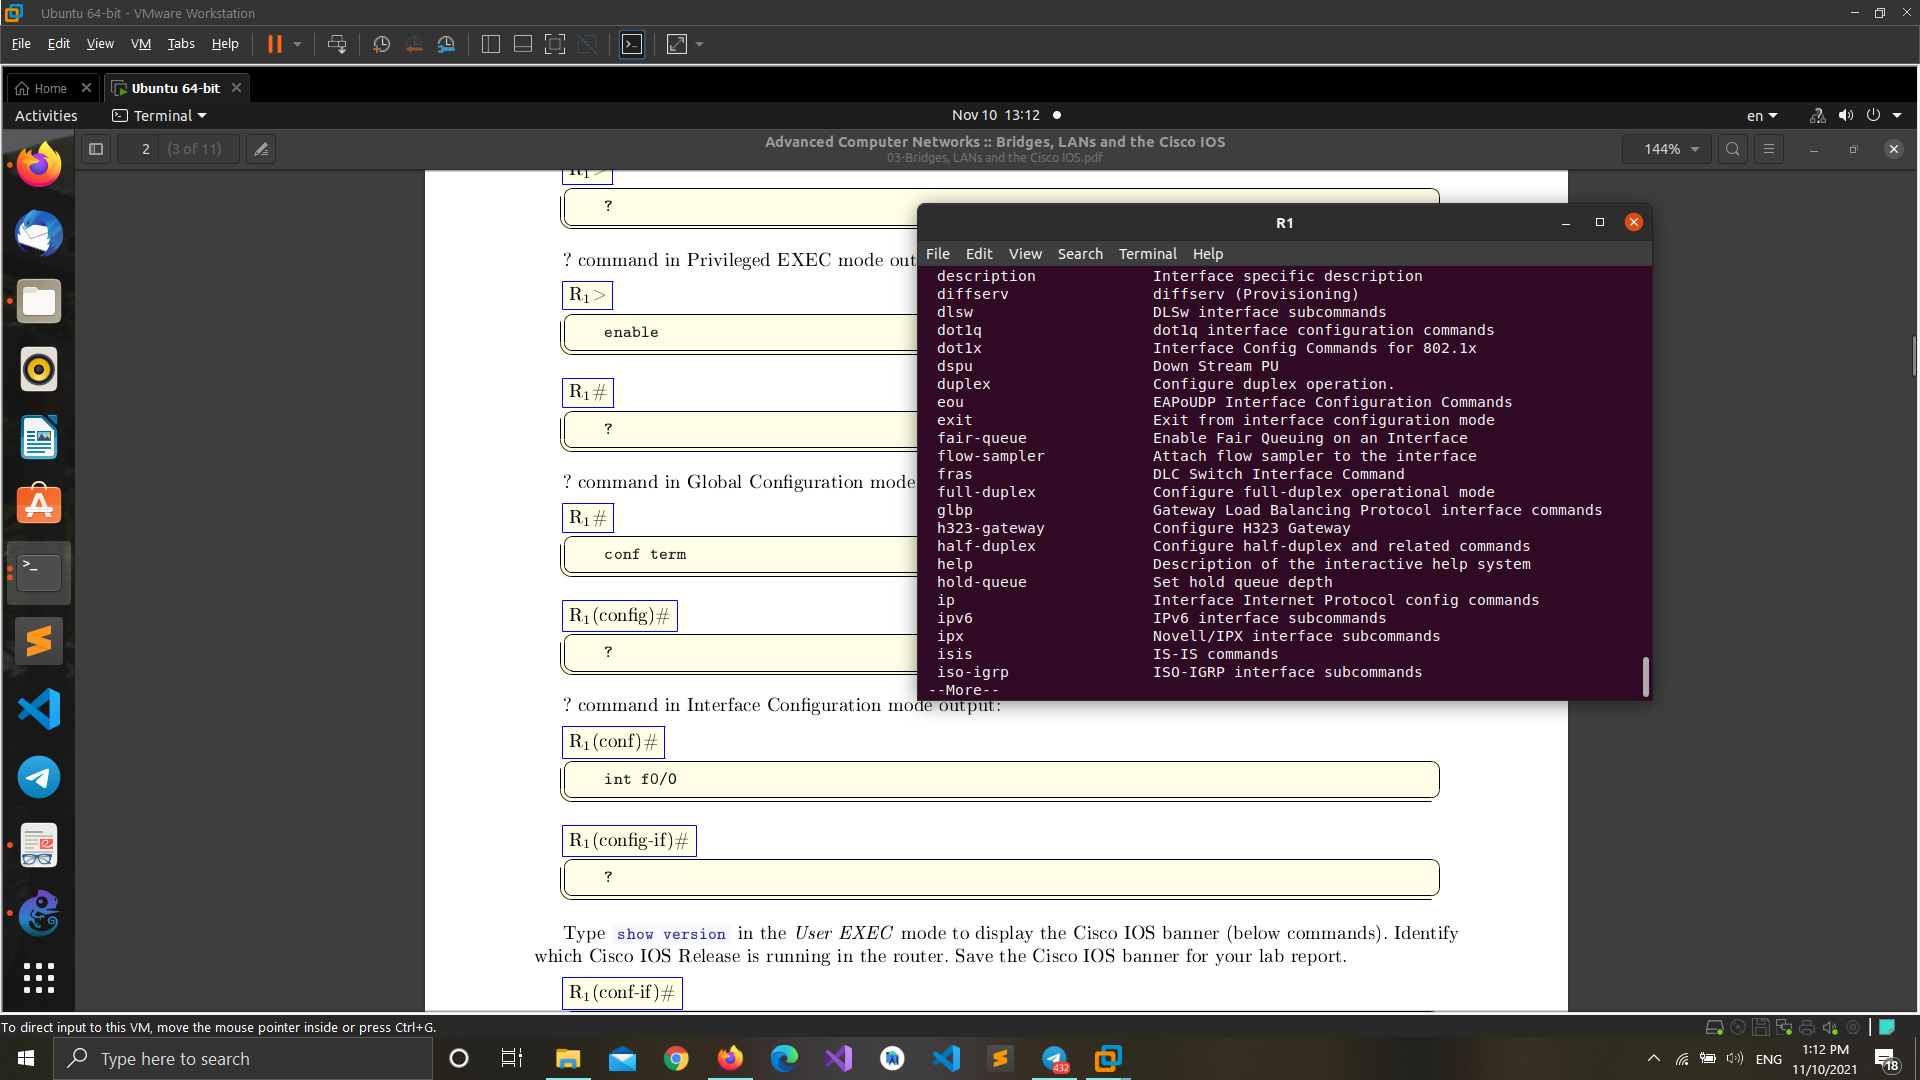 Ubuntu 64-bit - VMware Workstation
File Edit View VM Tabs Help
Home
Ubuntu 64-bit
Activities
Terminal
Nov 10 13:12
en
2 (3 of 11)
Advanced Computer Networks :: Bridges, LANs and the Cisco IOS
03-Bridges, LANs and the Cisco IOS.pdf
144%
R1>
?
? command in Privileged EXEC mode out
R1>
enable
R1#
?
? command in Global Configuration mode
R1#
conf term
R1(config)#
?
? command in Interface Configuration mode output:
R1(conf)#
int f0/0
R1(config-if)#
?
Type show version in the User EXEC mode to display the Cisco IOS banner (below commands). Identify
which Cisco IOS Release is running in the router. Save the Cisco IOS banner for your lab report.
R1(conf-if)#
R1
File Edit View Search Terminal Help
description Interface specific description
diffserv diffserv (Provisioning)
dlsw DLSw interface subcommands
dot1q dot1q interface configuration commands
dot1x Interface Config Commands for 802.1x
dspu Down Stream PU
duplex Configure duplex operation.
eou EAPoUDP Interface Configuration Commands
exit Exit from interface configuration mode
fair-queue Enable Fair Queuing on an Interface
flow-sampler Attach flow sampler to the interface
fras DLC Switch Interface Command
full-duplex Configure full-duplex operational mode
glbp Gateway Load Balancing Protocol interface commands
h323-gateway Configure H323 Gateway
half-duplex Configure half-duplex and related commands
help Description of the interactive help system
hold-queue Set hold queue depth
ip Interface Internet Protocol config commands
ipv6 IPv6 interface subcommands
ipx Novell/IPX interface subcommands
isis IS-IS commands
iso-igrp ISO-IGRP interface subcommands
--More--
To direct input to this VM, move the mouse pointer inside or press Ctrl+G.
Type here to search
432
ENG
1:12 PM
11/10/2021
18